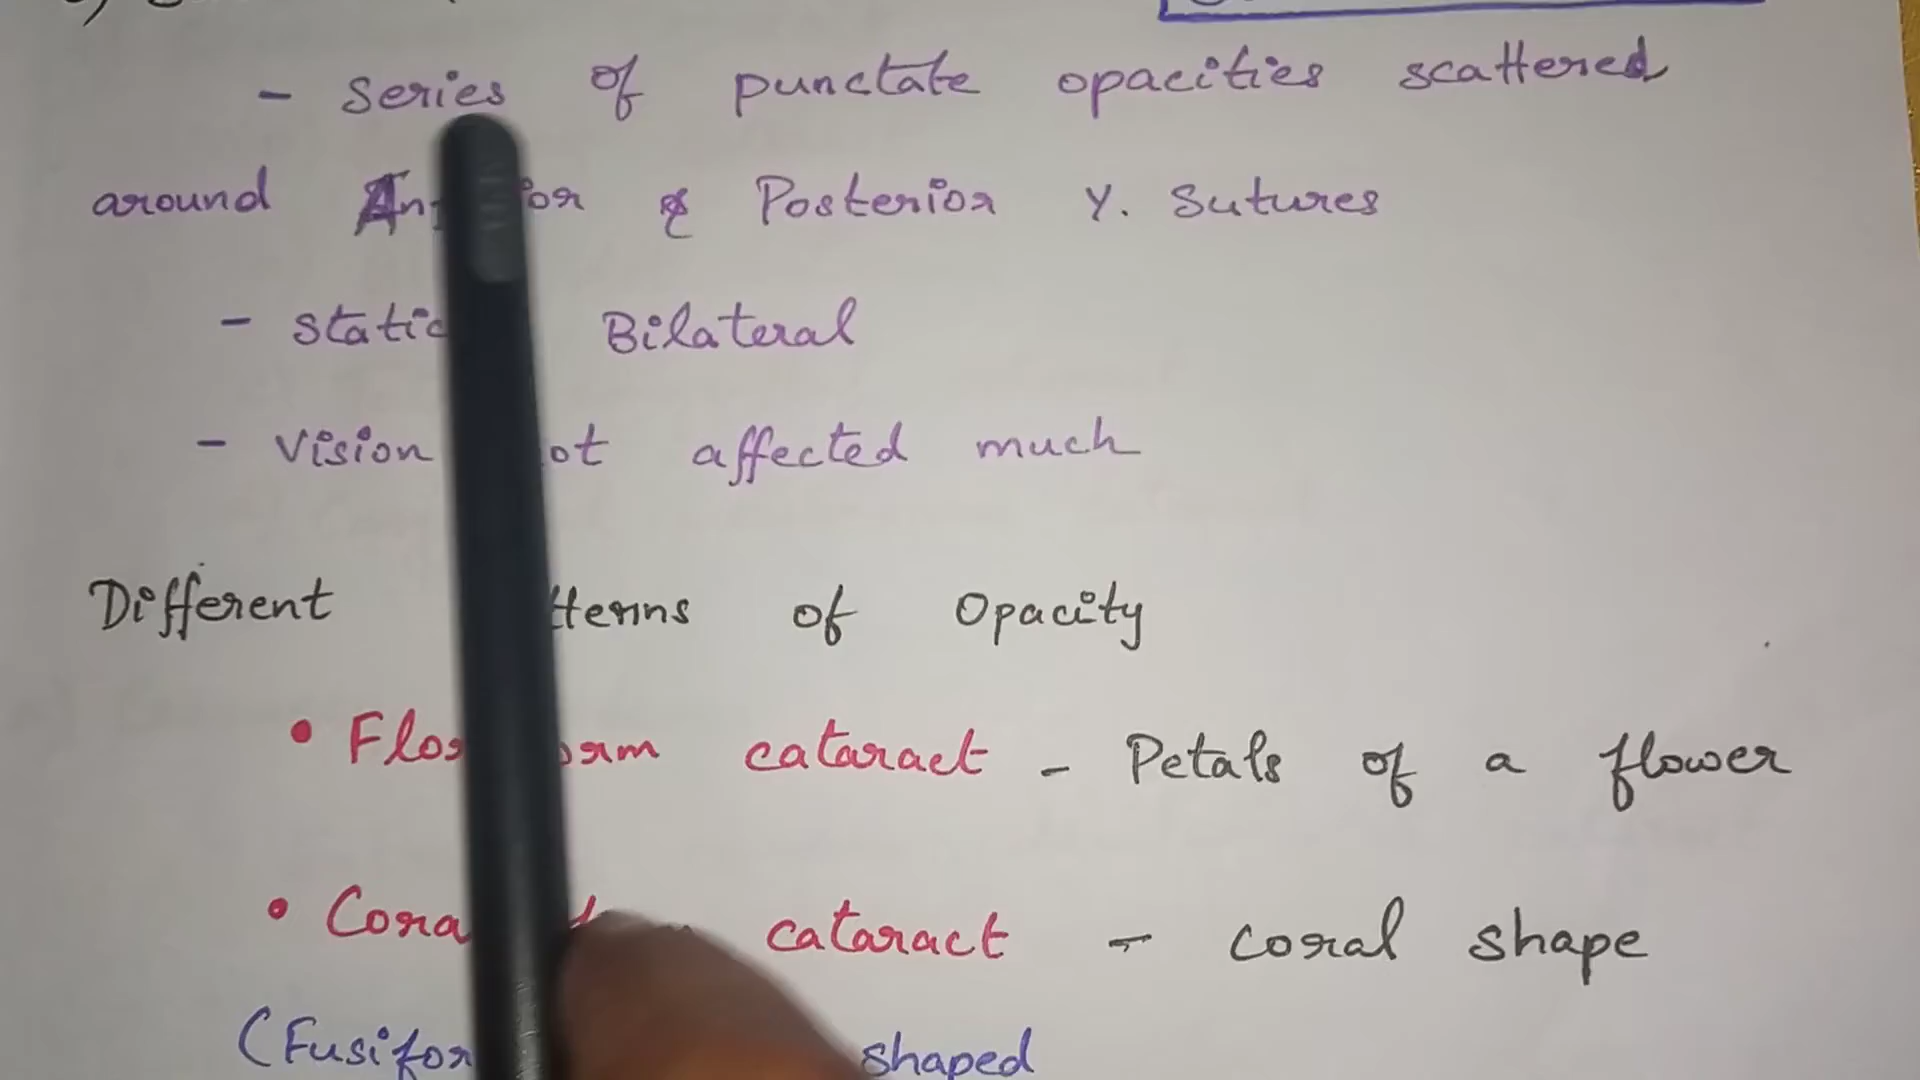 - Series of punctate opacities scattered
around & Posterior Y. Sutures
- Static Bilateral
- Vision affected much
Different of Opacity
• cataract - Petals of a flower
• cataract - coral shape
shaped